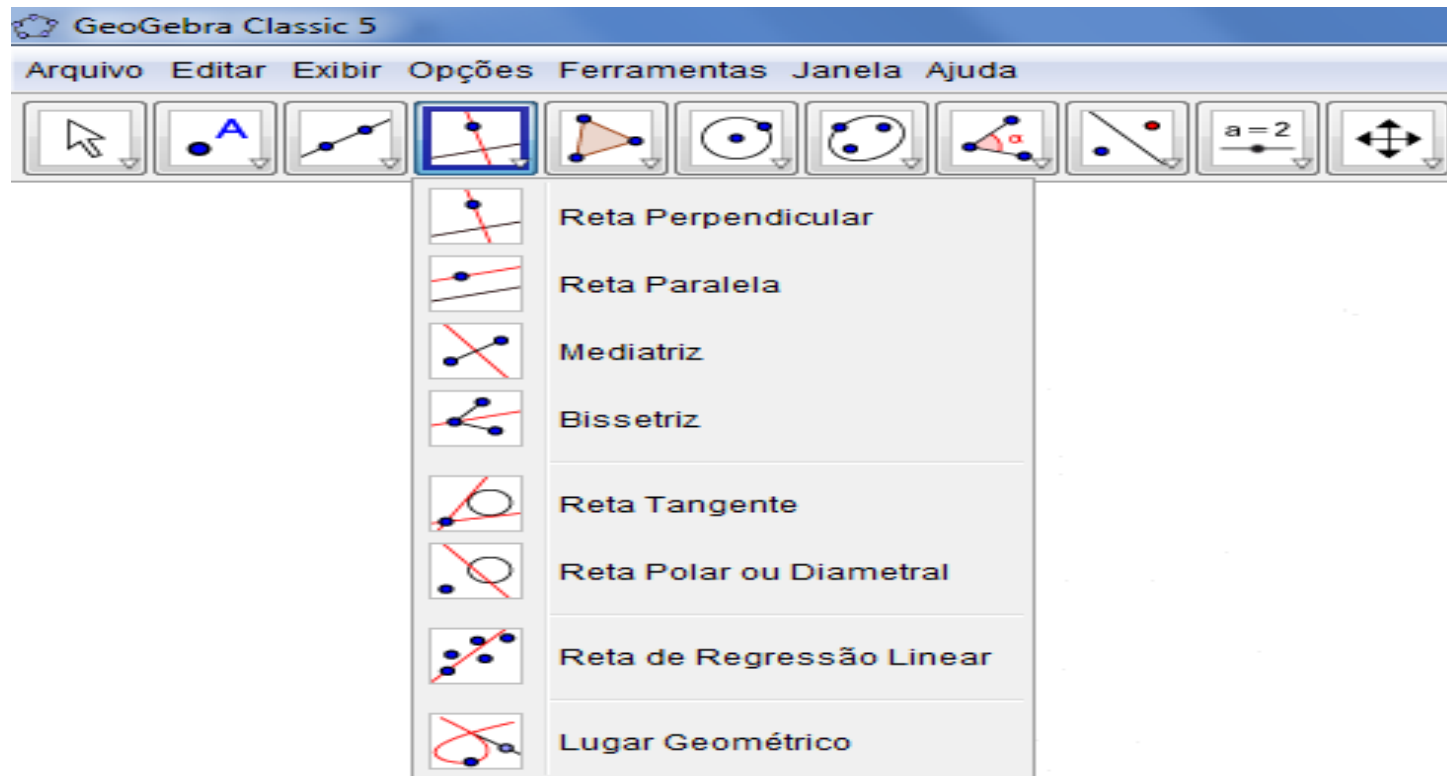 GeoGebra Classic 5
Arquivo Editar Exibir Opções Ferramentas Janela Ajuda
A α a = 2
Reta Perpendicular
Reta Paralela
Mediatriz
Bissetriz
Reta Tangente
Reta Polar ou Diametral
Reta de Regressão Linear
Lugar Geométrico